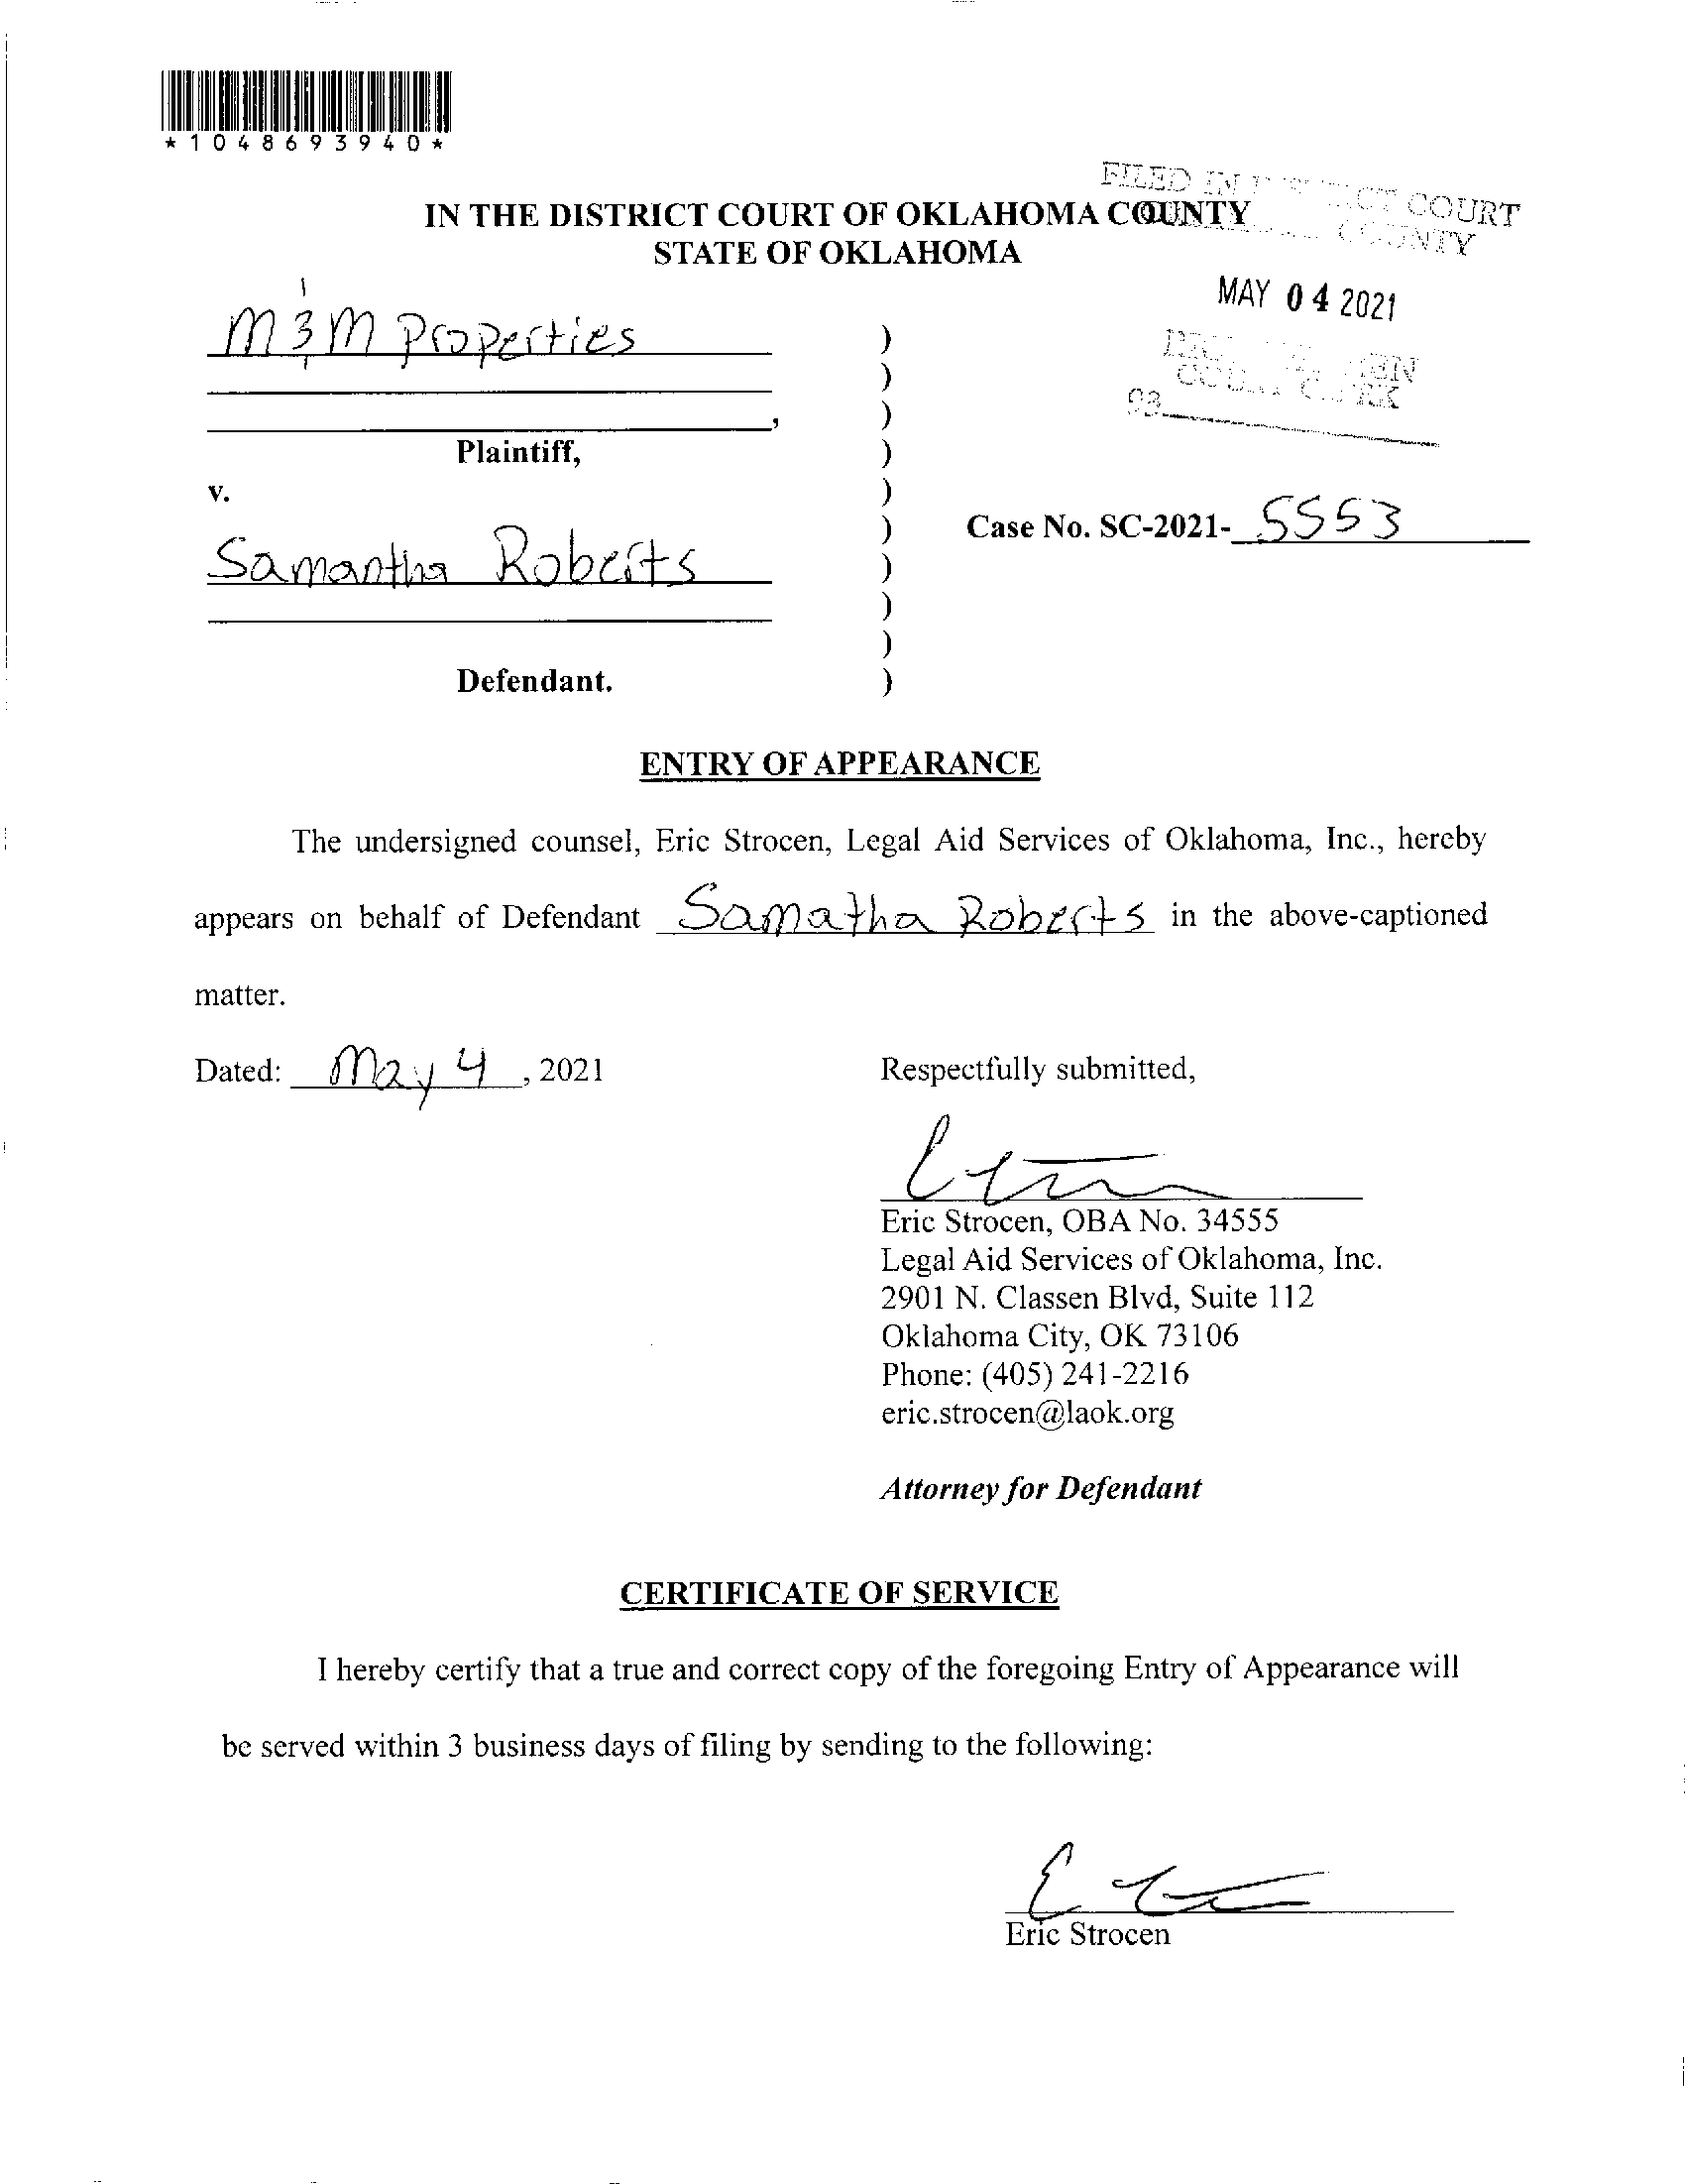 *1048693940*
FILED IN COURT
IN THE DISTRICT COURT OF OKLAHOMA COUNTY
COUNTY
STATE OF OKLAHOMA
MAY 04 2021
M & M Properties )
)
, )
Plaintiff, )
v. )
Case No. SC-2021- 5553
)
Samantha Roberts )
)
)
Defendant. )
ENTRY OF APPEARANCE
The undersigned counsel, Eric Strocen, Legal Aid Services of Oklahoma, Inc., hereby
appears on behalf of Defendant Samatha Roberts in the above-captioned
matter.
Dated: May 4, 2021
Respectfully submitted,
Eric Strocen, OBA No. 34555
Legal Aid Services of Oklahoma, Inc.
2901 N. Classen Blvd, Suite 112
Oklahoma City, OK 73106
Phone: (405) 241-2216
eric.strocen@laok.org
Attorney for Defendant
CERTIFICATE OF SERVICE
I hereby certify that a true and correct copy of the foregoing Entry of Appearance will
be served within 3 business days of filing by sending to the following:
Eric Strocen